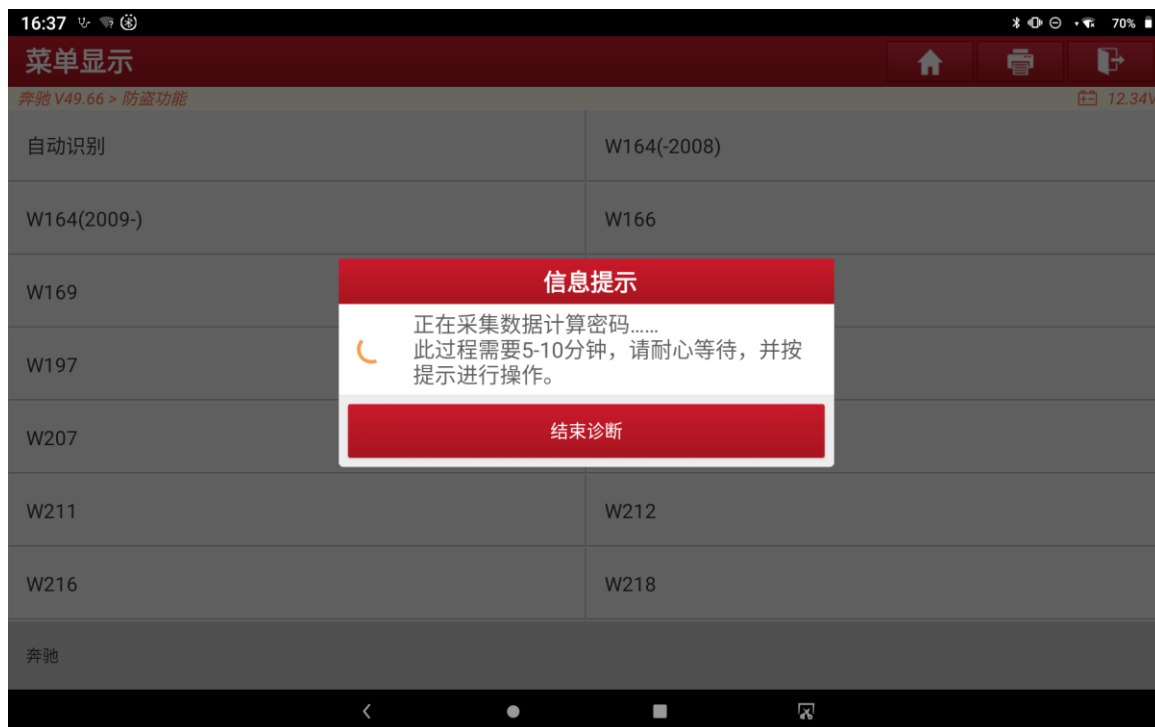 16:37
70%
菜单显示
奔驰 V49.66 > 防盗功能
12.34V
自动识别
W164(-2008)
W164(2009-)
W166
W169
信息提示
正在采集数据计算密码......
此过程需要5-10分钟，请耐心等待，并按
提示进行操作。
W197
结束诊断
W207
W211
W212
W216
W218
奔驰